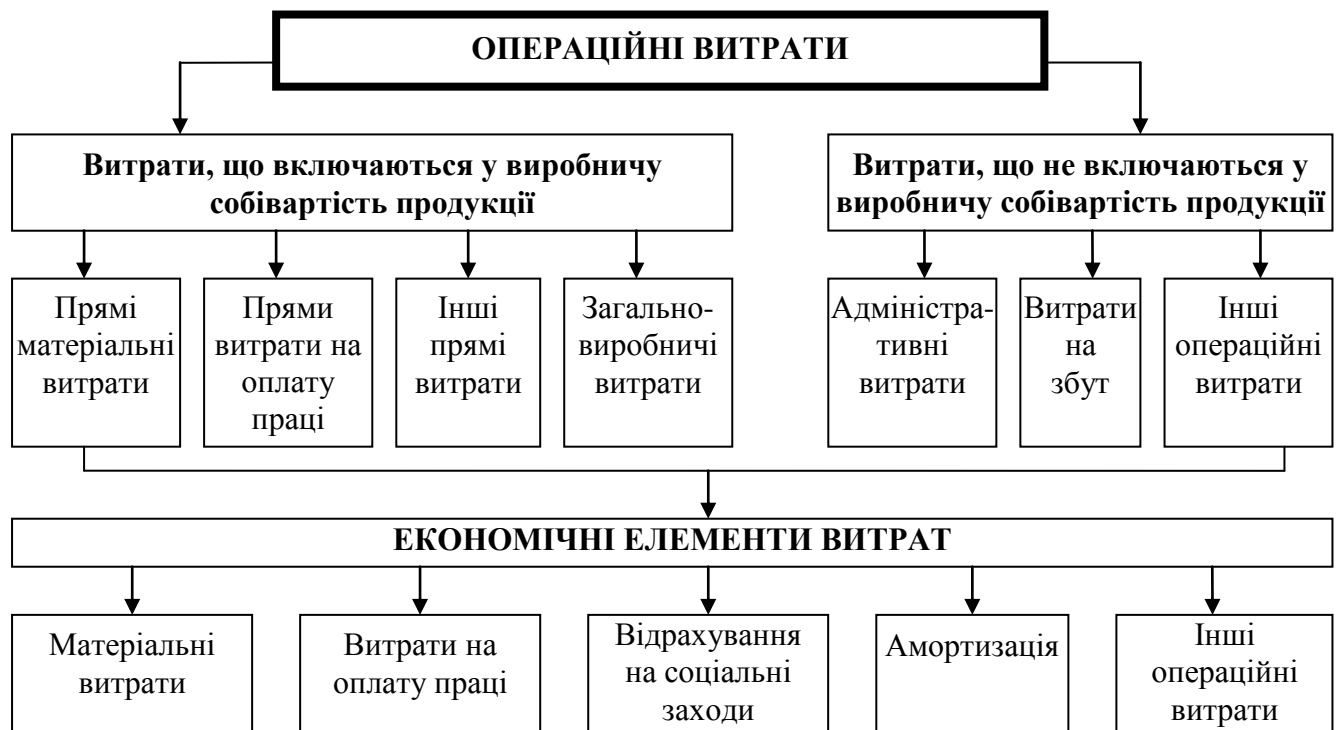 ОПЕРАЦІЙНІ ВИТРАТИ
Витрати, що включаються у виробничу
собівартість продукції
Витрати, що не включаються у
виробничу собівартість продукції
Прямі
матеріальні
витрати
Прями
витрати на
оплату
праці
Інші
прямі
витрати
Загально-
виробничі
витрати
Адміністра-
тивні
витрати
Витрати
на
збут
Інші
операційні
витрати
ЕКОНОМІЧНІ ЕЛЕМЕНТИ ВИТРАТ
Матеріальні
витрати
Витрати на
оплату праці
Відрахування
на соціальні
заходи
Амортизація
Інші
операційні
витрати